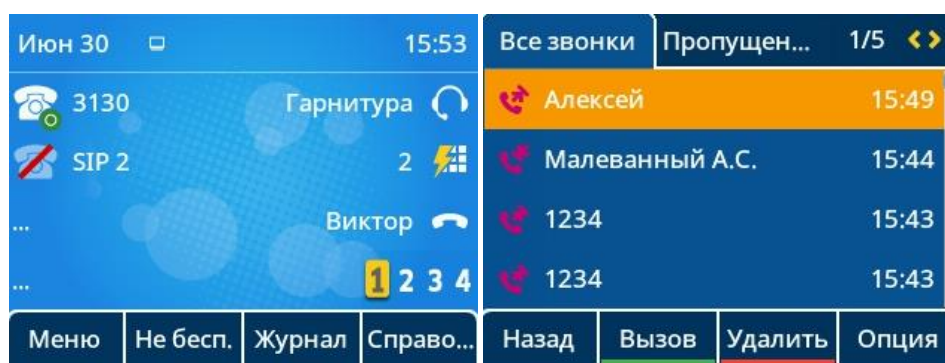 Июн 30 15:53
3130 Гарнитура
SIP 2 2
... Виктор
... 1 2 3 4
Меню Не бесп. Журнал Справо...
Все звонки Пропущен... 1/5
Алексей 15:49
Малеванный А.С. 15:44
1234 15:43
1234 15:43
Назад Вызов Удалить Опция